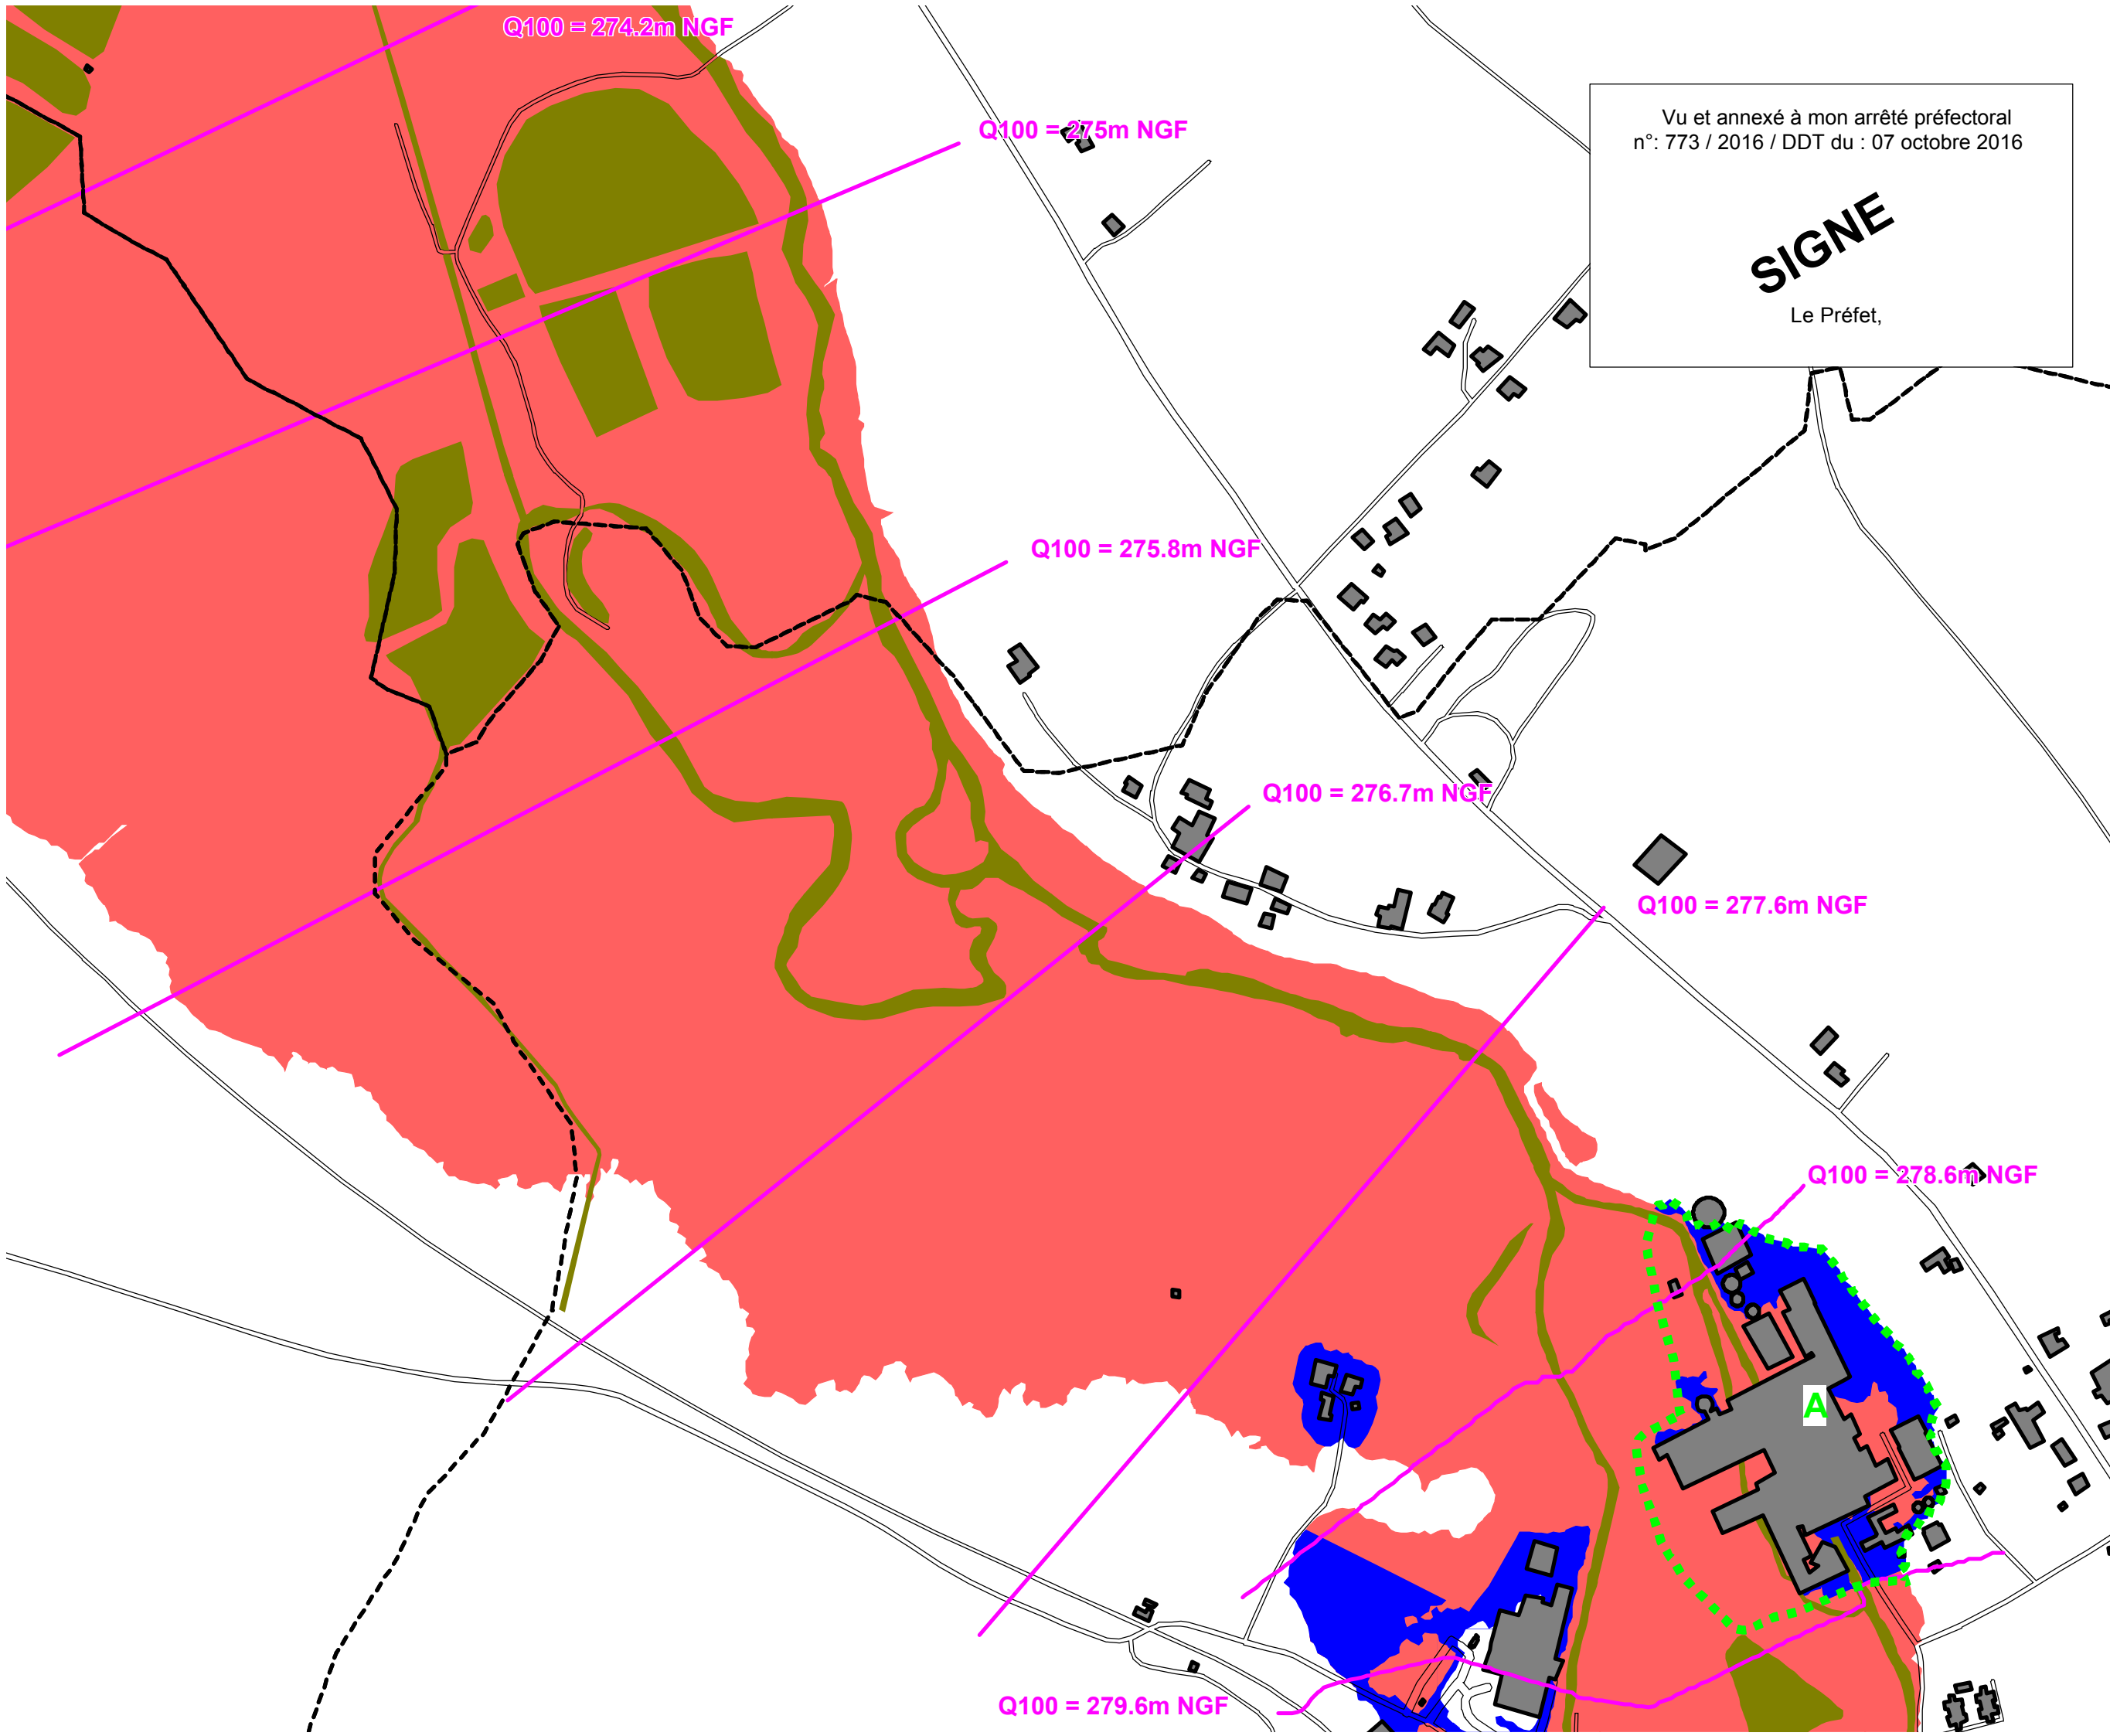 Q100 = 274.2m NGF
Vu et annexé à mon arrêté préfectoral
n°: 773 / 2016 / DDT du : 07 octobre 2016
SIGNE
Le Préfet,
Q100 = 275m NGF
Q100 = 275.8m NGF
Q100 = 276.7m NGF
Q100 = 277.6m NGF
Q100 = 278.6m NGF
A
Q100 = 279.6m NGF